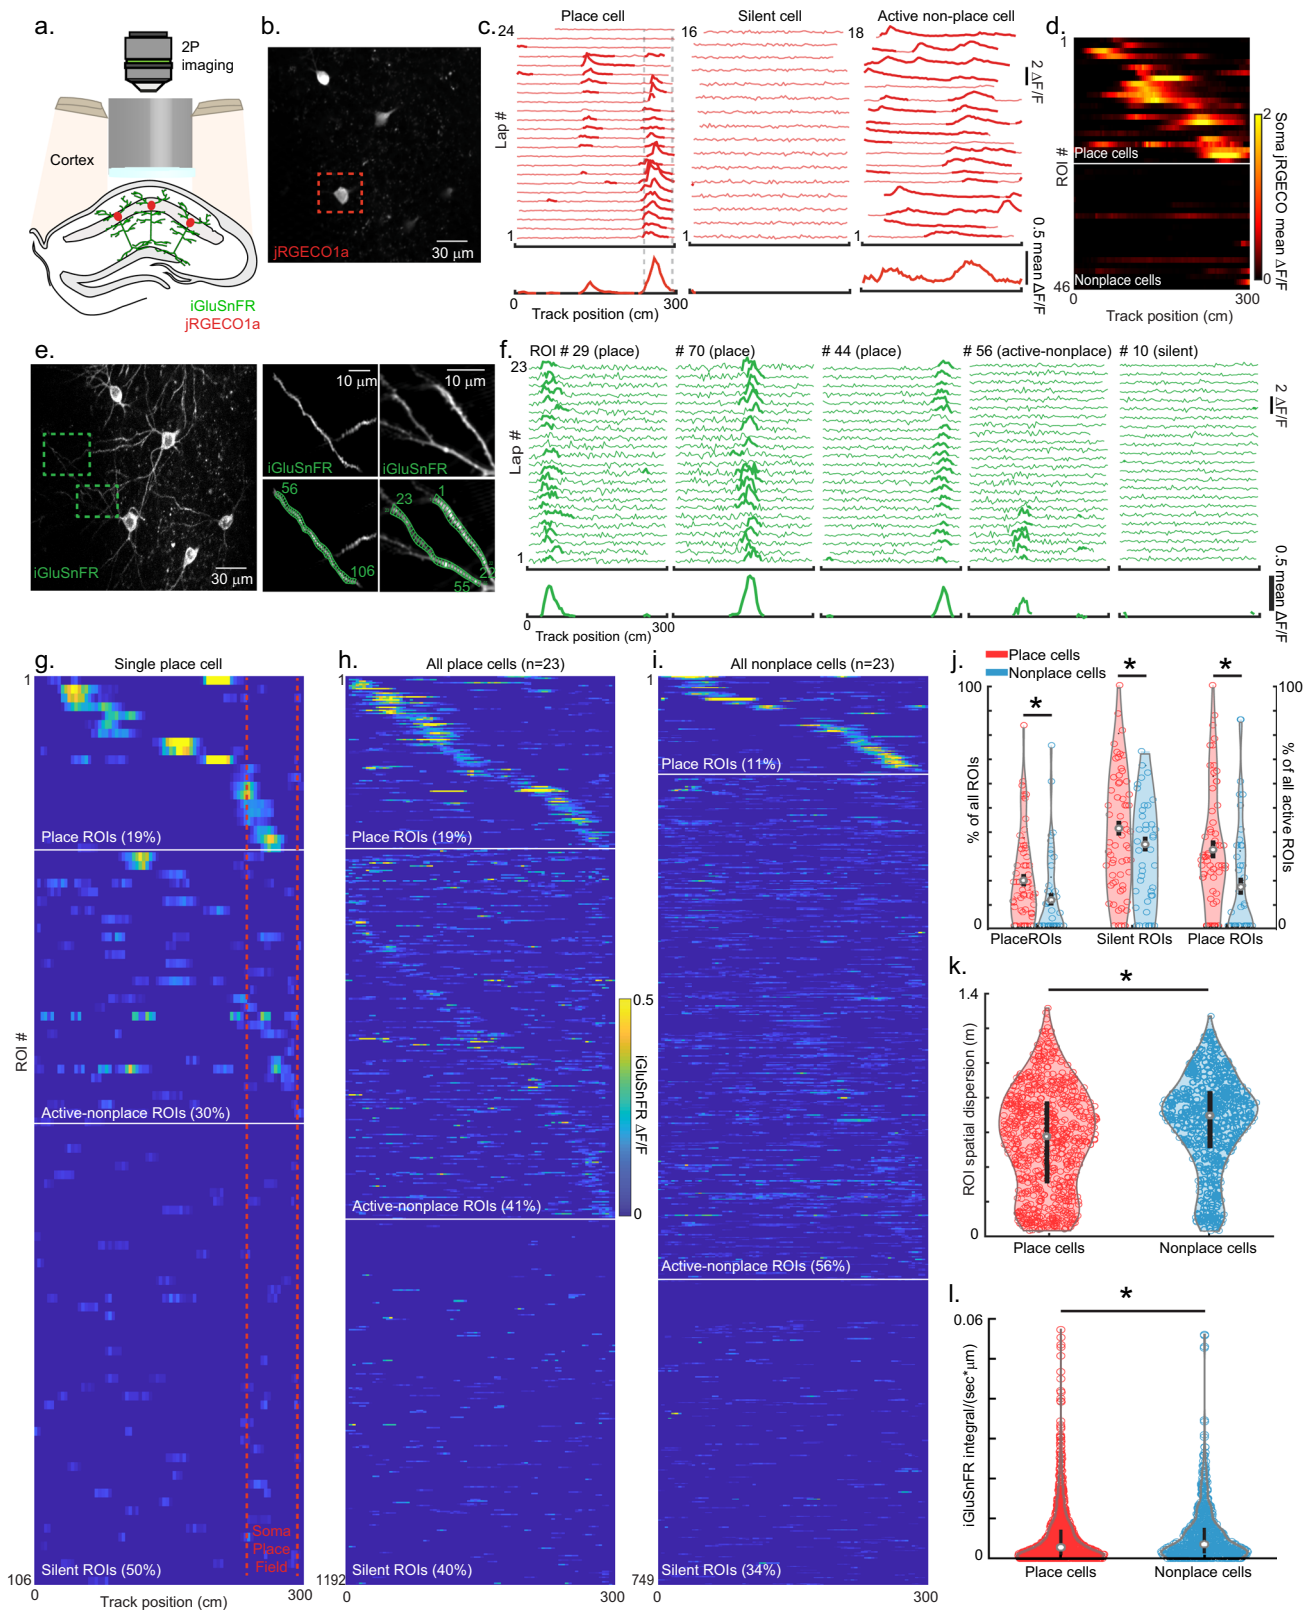 a.
2P
imaging
Cortex
iGluSnFR
jRGECO1a
b.
jRGECO1a
30 μm
c.
Place cell
Silent cell
Active non-place cell
24
16
18
Lap #
1
1
1
2 ΔF/F
0.5 mean ΔF/F
0
300
Track position (cm)
d.
1
ROI #
46
Place cells
Nonplace cells
0
300
Track position (cm)
2
0
Soma jRGECO mean ΔF/F
e.
iGluSnFR
30 μm
10 μm
10 μm
iGluSnFR
iGluSnFR
56
106
23
1
55
22
f.
ROI # 29 (place)
# 70 (place)
# 44 (place)
# 56 (active-nonplace)
# 10 (silent)
23
Lap #
1
2 ΔF/F
0.5 mean ΔF/F
0
300
Track position (cm)
g.
Single place cell
1
Place ROIs (19%)
ROI #
Active-nonplace ROIs (30%)
Soma
Place
Field
Silent ROIs (50%)
106
0
300
Track position (cm)
h.
All place cells (n=23)
1
Place ROIs (19%)
Active-nonplace ROIs (41%)
Silent ROIs (40%)
1192
0
300
0.5
0
iGluSnFR ΔF/F
i.
All nonplace cells (n=23)
1
Place ROIs (11%)
Active-nonplace ROIs (56%)
Silent ROIs (34%)
749
0
300
j.
Place cells
Nonplace cells
100
0
% of all ROIs
* * *
100
0
% of all active ROIs
PlaceROIs
Silent ROIs
Place ROIs
k.
*
1.4
0
ROI spatial dispersion (m)
Place cells
Nonplace cells
l.
*
0.06
0
iGluSnFR integral/(sec*μm)
Place cells
Nonplace cells